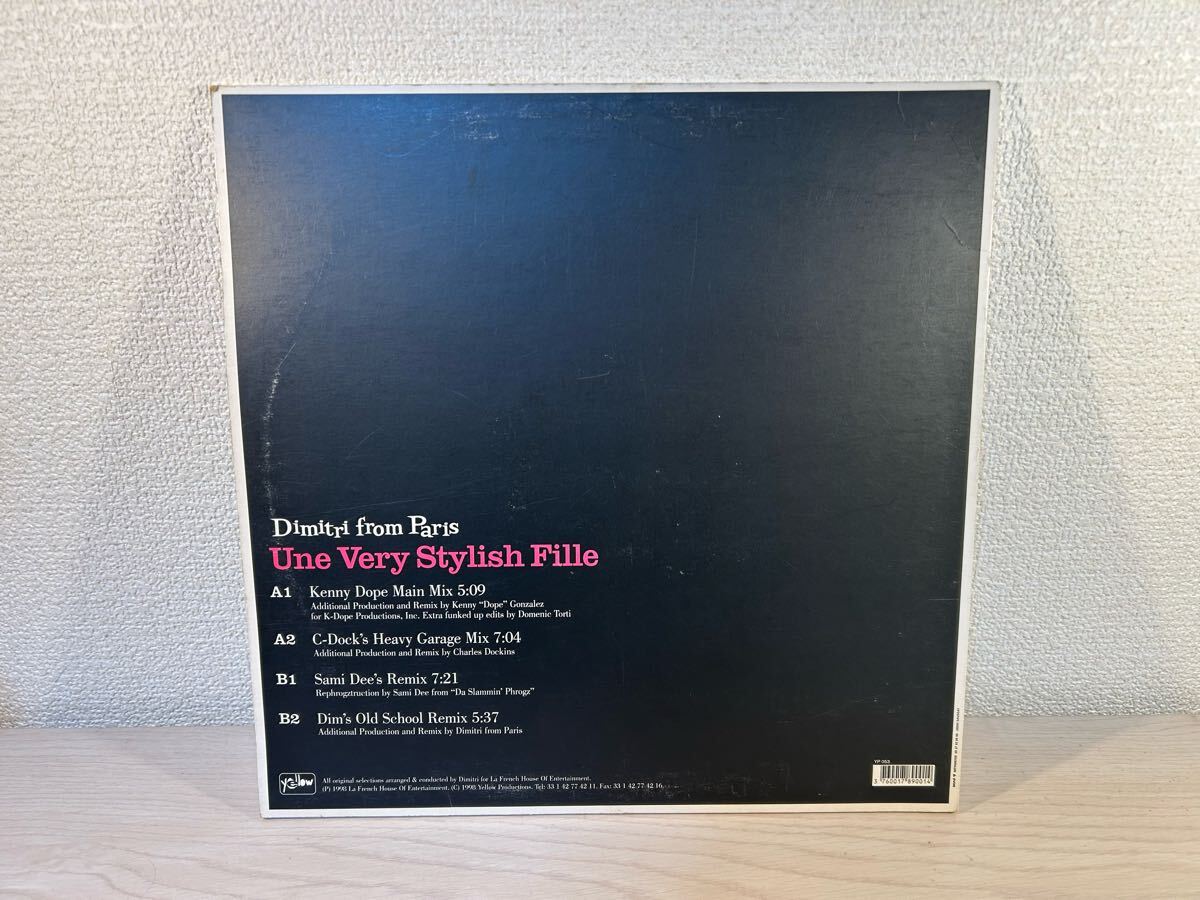 Dimitri from Paris
Une Very Stylish Fille
A1 Kenny Dope Main Mix 5:09
Additional Production and Remix by Kenny “Dope” Gonzalez
for K-Dope Productions, Inc. Extra funked up edits by Domenic Torti
A2 C-Dock's Heavy Garage Mix 7:04
Additional Production and Remix by Charles Dockins
B1 Sami Dee's Remix 7:21
Rephrogztruction by Sami Dee from “Da Slammin' Phrogz”
B2 Dim's Old School Remix 5:37
Additional Production and Remix by Dimitri from Paris
yellow
All original selections arranged & conducted by Dimitri for La French House Of Entertainment.
(P) 1998 La French House Of Entertainment. (C) 1998 Yellow Productions. Tel: 33 1 42 77 42 11. Fax: 33 1 42 77 42 16.
YP 053
3 760017 890014